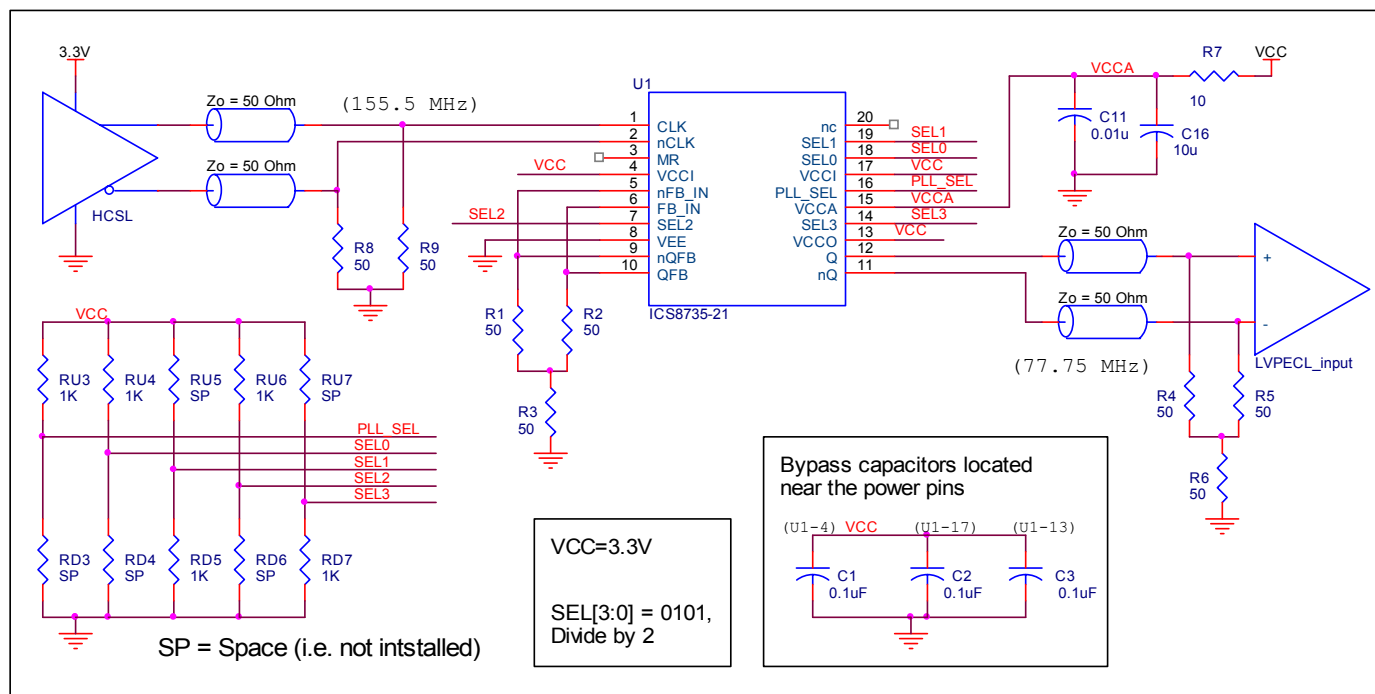 3.3V
Zo = 50 Ohm
(155.5 MHz)
Zo = 50 Ohm
HCSL
R8
50
R9
50
U1
1
CLK
2
nCLK
3
MR
VCC
4
VCCI
5
nFB_IN
6
FB_IN
SEL2
7
SEL2
8
VEE
9
nQFB
10
QFB
nc
20
SEL1
19
SEL1
SEL0
18
SEL0
VCCI
17
VCC
PLL_SEL
16
PLL_SEL
VCCA
15
VCCA
SEL3
14
SEL3
VCCO
13
VCC
Q
12
nQ
11
ICS8735-21
R1
50
R2
50
R3
50
VCCA
R7
10
VCC
C11
0.01u
C16
10u
Zo = 50 Ohm
Zo = 50 Ohm
(77.75 MHz)
+
-
LVPECL_input
R4
50
R5
50
R6
50
VCC
RU3
1K
RU4
1K
RU5
SP
RU6
1K
RU7
SP
PLL_SEL
SEL0
SEL1
SEL2
SEL3
RD3
SP
RD4
SP
RD5
1K
RD6
SP
RD7
1K
SP = Space (i.e. not intstalled)
VCC=3.3V
SEL[3:0] = 0101,
Divide by 2
Bypass capacitors located
near the power pins
(U1-4)
VCC
(U1-17)
(U1-13)
C1
0.1uF
C2
0.1uF
C3
0.1uF